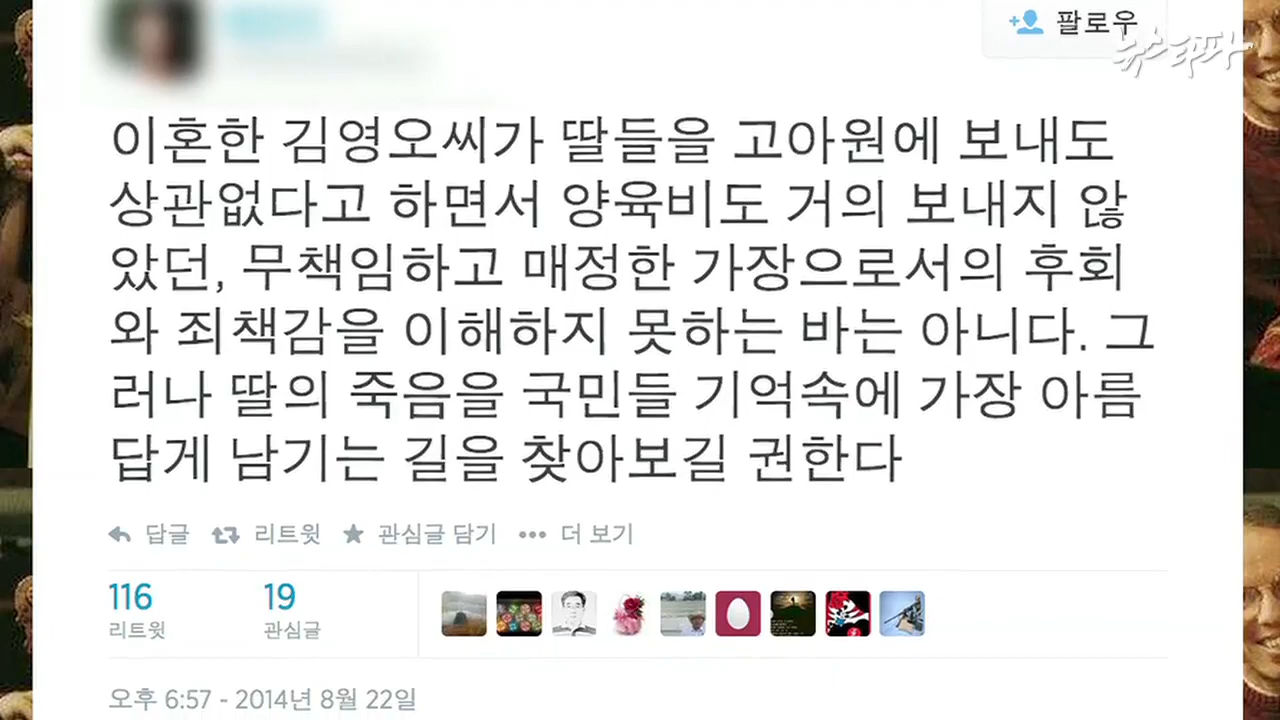 팔로우
뉴스타파
이혼한 김영오씨가 딸들을 고아원에 보내도
상관없다고 하면서 양육비도 거의 보내지 않
았던, 무책임하고 매정한 가장으로서의 후회
와 죄책감을 이해하지 못하는 바는 아니다. 그
러나 딸의 죽음을 국민들 기억속에 가장 아름
답게 남기는 길을 찾아보길 권한다
답글 리트윗 관심글 담기 더 보기
116 19
리트윗 관심글
오후 6:57 - 2014년 8월 22일